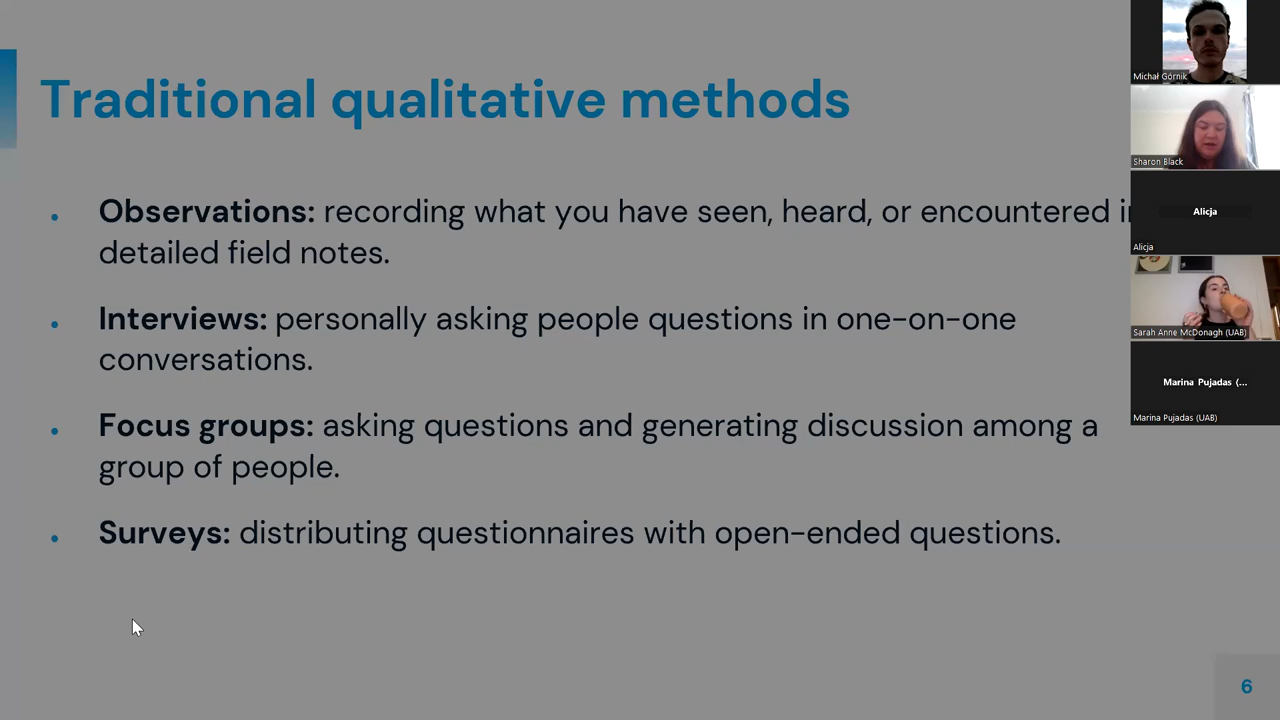 Traditional qualitative methods
Observations: recording what you have seen, heard, or encountered in
detailed field notes.
Interviews: personally asking people questions in one-on-one
conversations.
Focus groups: asking questions and generating discussion among a
group of people.
Surveys: distributing questionnaires with open-ended questions.
6
Michał Górnik
Sharon Black
Alicja
Alicja
Sarah Anne McDonagh (UAB)
Marina Pujadas (...
Marina Pujadas (UAB)